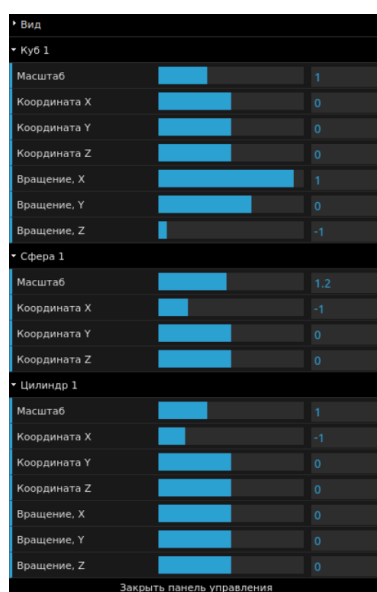 Вид
Куб 1
Масштаб 1
Координата X 0
Координата Y 0
Координата Z 0
Вращение, X 1
Вращение, Y 0
Вращение, Z -1
Сфера 1
Масштаб 1.2
Координата X -1
Координата Y 0
Координата Z 0
Цилиндр 1
Масштаб 1
Координата X -1
Координата Y 0
Координата Z 0
Вращение, X 0
Вращение, Y 0
Вращение, Z 0
Закрыть панель управления